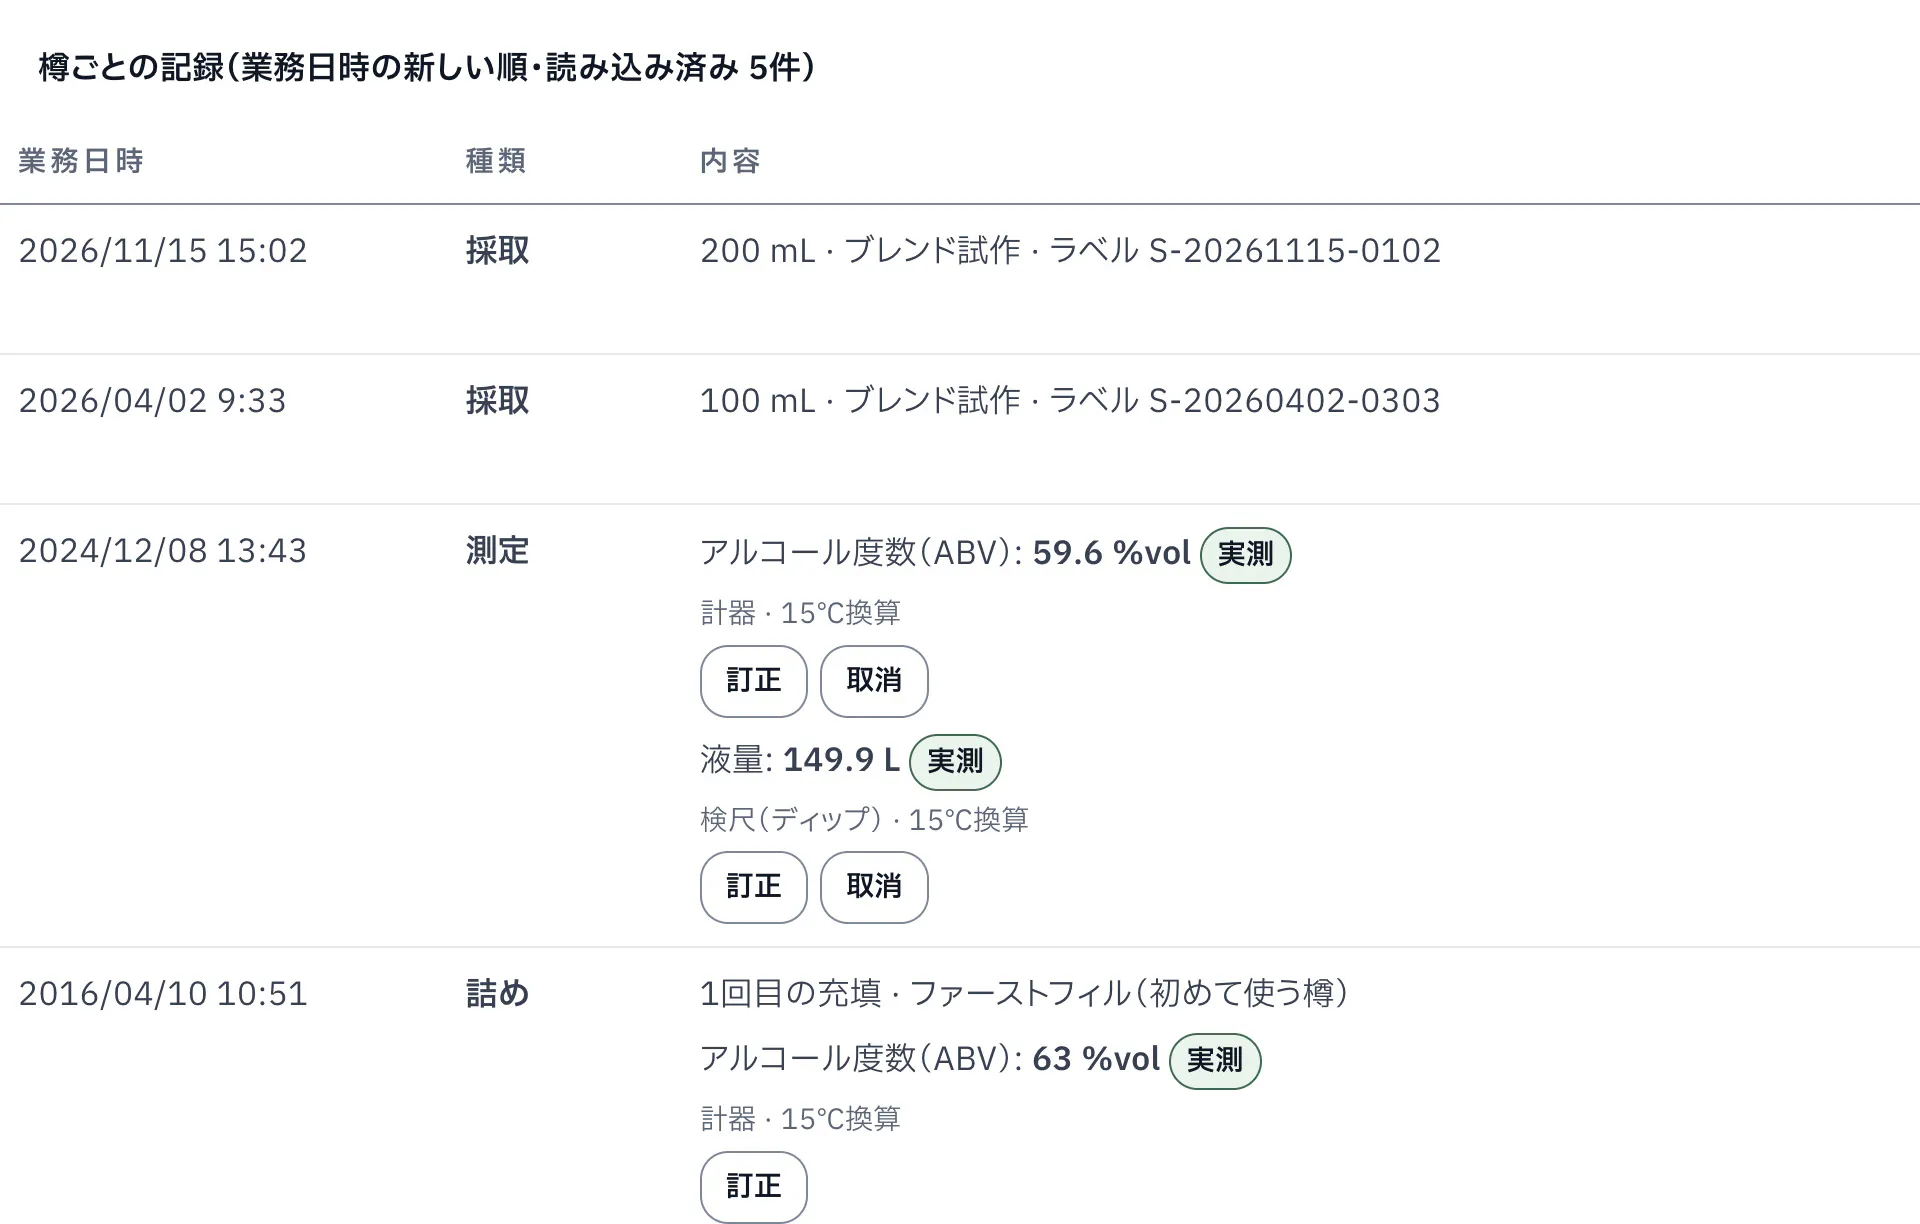 樽ごとの記録（業務日時の新しい順・読み込み済み 5件）
業務日時 種類 内容
2026/11/15 15:02 採取 200 mL · ブレンド試作 · ラベル S-20261115-0102
2026/04/02 9:33 採取 100 mL · ブレンド試作 · ラベル S-20260402-0303
2024/12/08 13:43 測定 アルコール度数（ABV）: 59.6 %vol 実測
計器 · 15°C換算
訂正 取消
液量: 149.9 L 実測
検尺（ディップ） · 15°C換算
訂正 取消
2016/04/10 10:51 詰め 1回目の充填 · ファーストフィル（初めて使う樽）
アルコール度数（ABV）: 63 %vol 実測
計器 · 15°C換算
訂正